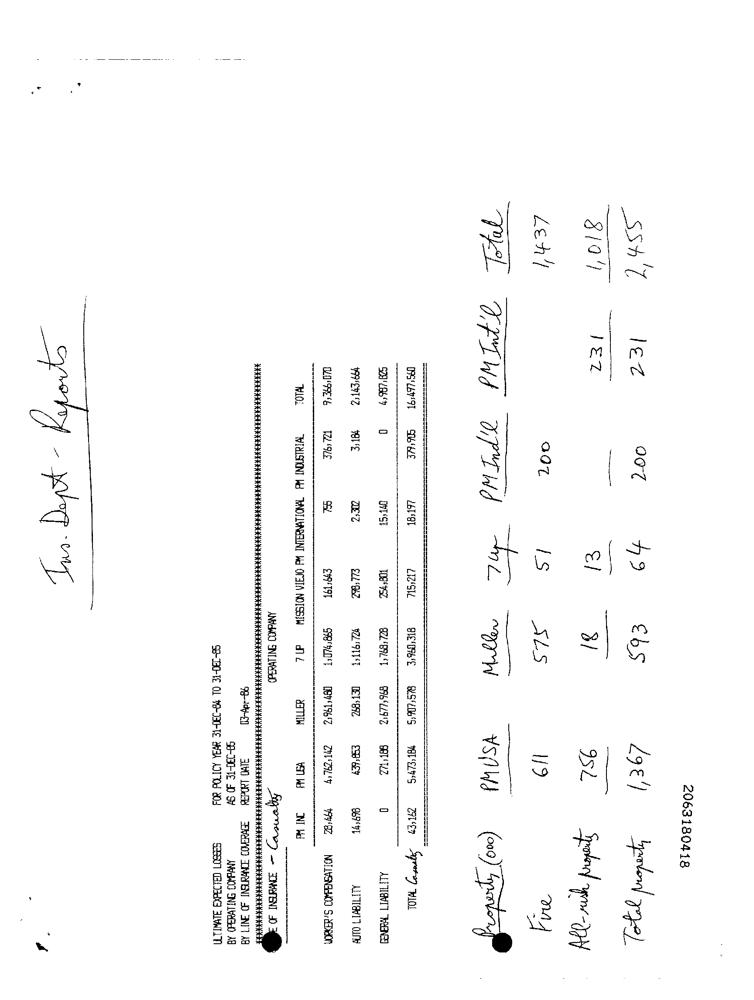 Ins. Dept - Reports
ULTIMATE EXPECTED LOSSES FOR POLICY YEAR 31-DEC-84 TO 31-DEC-85
BY OPERATING COMPANY AS OF 31-DEC-85
BY LINE OF INSURANCE COVERAGE REPORT DATE 03-Apr-86
E OF INSURANCE - Casualty OPERATING COMPANY
PM INC PM USA MILLER 7 UP MISSION VIEJO PM INTERNATIONAL PM INDUSTRIAL TOTAL
WORKER'S COMPENSATION 28,464 4,762,142 2,961,480 1,074,865 161,643 755 376,721 9,366,070
AUTO LIABILITY 14,698 439,853 268,130 1,116,724 298,773 2,302 3,184 2,143,664
GENERAL LIABILITY 0 271,188 2,677,968 1,768,728 254,801 15,140 0 4,987,825
TOTAL Casualty 43,162 5,473,184 5,907,578 3,960,318 715,217 18,197 379,905 16,497,560
Property (000) PMUSA Miller 7up PM Ind'l PM Int'l Total
Fire 611 575 51 200 1,437
All-risk property 756 18 13 — 231 1,018
Total property 1,367 593 64 200 231 2,455
2063180418